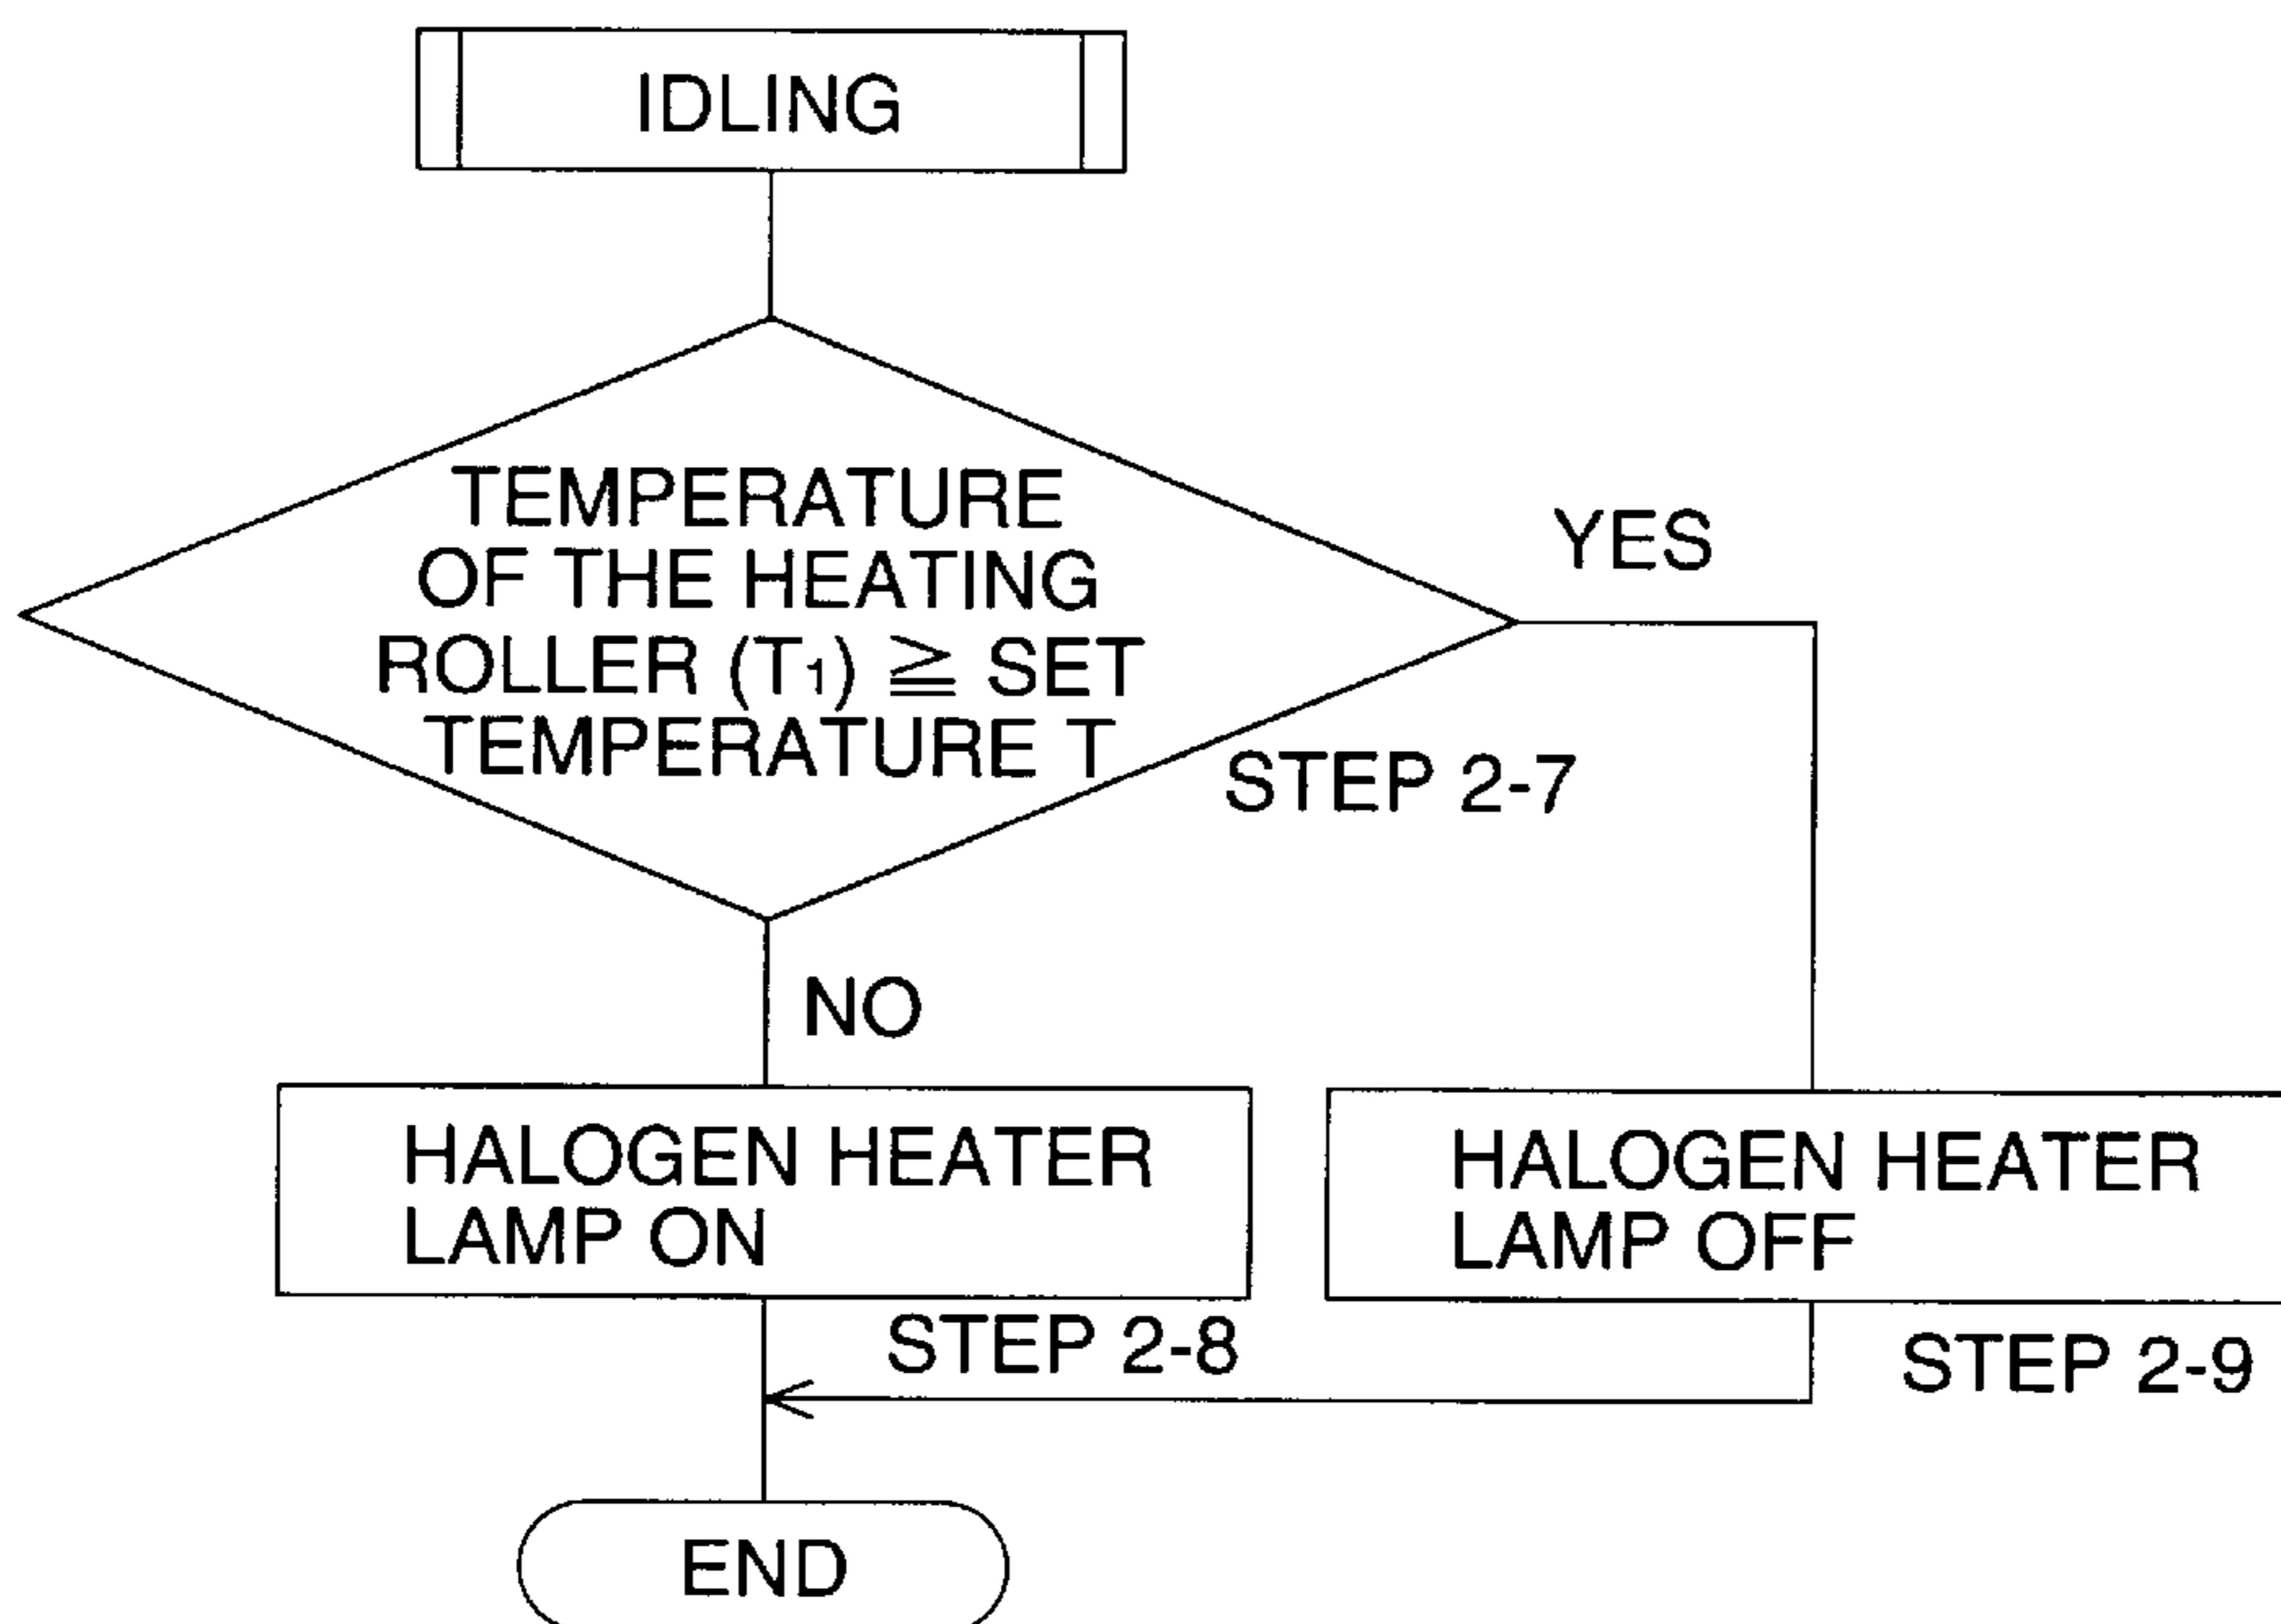 IDLING
TEMPERATURE
OF THE HEATING
ROLLER (T₁) ≧ SET
TEMPERATURE T
YES
STEP 2-7
NO
HALOGEN HEATER
LAMP ON
HALOGEN HEATER
LAMP OFF
STEP 2-8
STEP 2-9
END